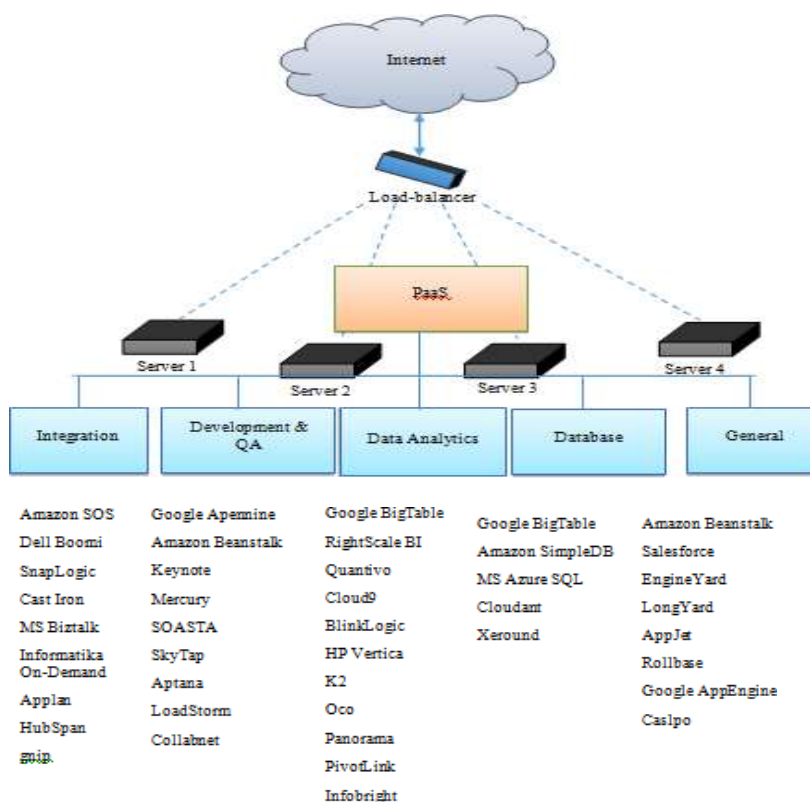 Internet
Load-balancer
PaaS
Server 1
Server 2
Server 3
Server 4
Integration
Development &
QA
Data Analytics
Database
General
Amazon SOS
Dell Boomi
SnapLogic
Cast Iron
MS Biztalk
Informatika
On-Demand
Applan
HubSpan
gnip
Google Apennine
Amazon Beanstalk
Keynote
Mercury
SOASTA
SkyTap
Aptana
LoadStorm
Collabnet
Google BigTable
RightScale BI
Quantivo
Cloud9
BlinkLogic
HP Vertica
K2
Oco
Panorama
PivotLink
Infobright
Google BigTable
Amazon SimpleDB
MS Azure SQL
Cloudant
Xeround
Amazon Beanstalk
Salesforce
EngineYard
LongYard
AppJet
Rollbase
Google AppEngine
Caslpo